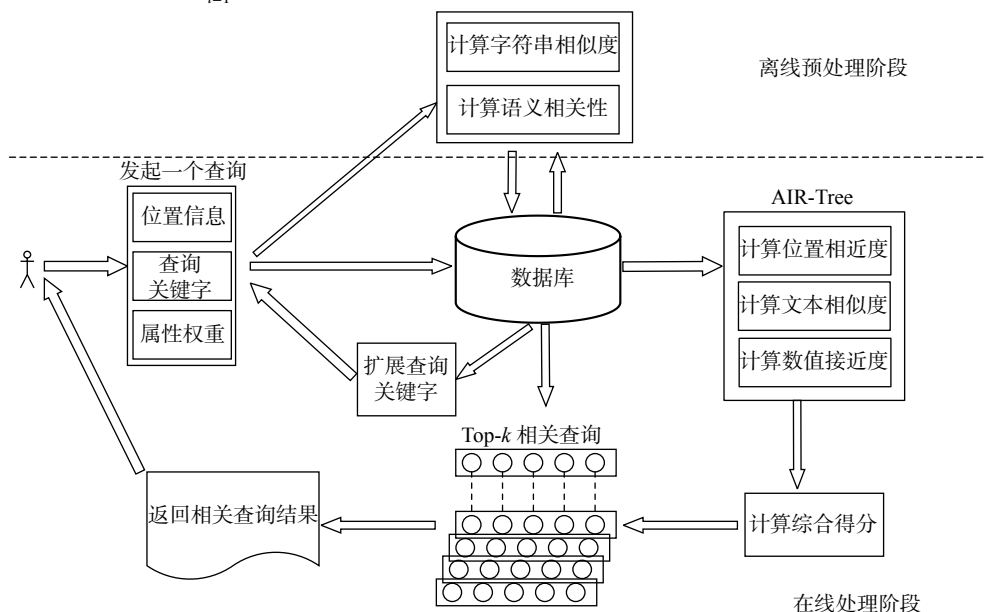 计算字符串相似度
离线预处理阶段
计算语义相关性
发起一个查询
位置信息
查询
关键字
属性权重
数据库
AIR-Tree
计算位置相近度
计算文本相似度
计算数值接近度
扩展查询
关键字
Top-k 相关查询
返回相关查询结果
计算综合得分
在线处理阶段